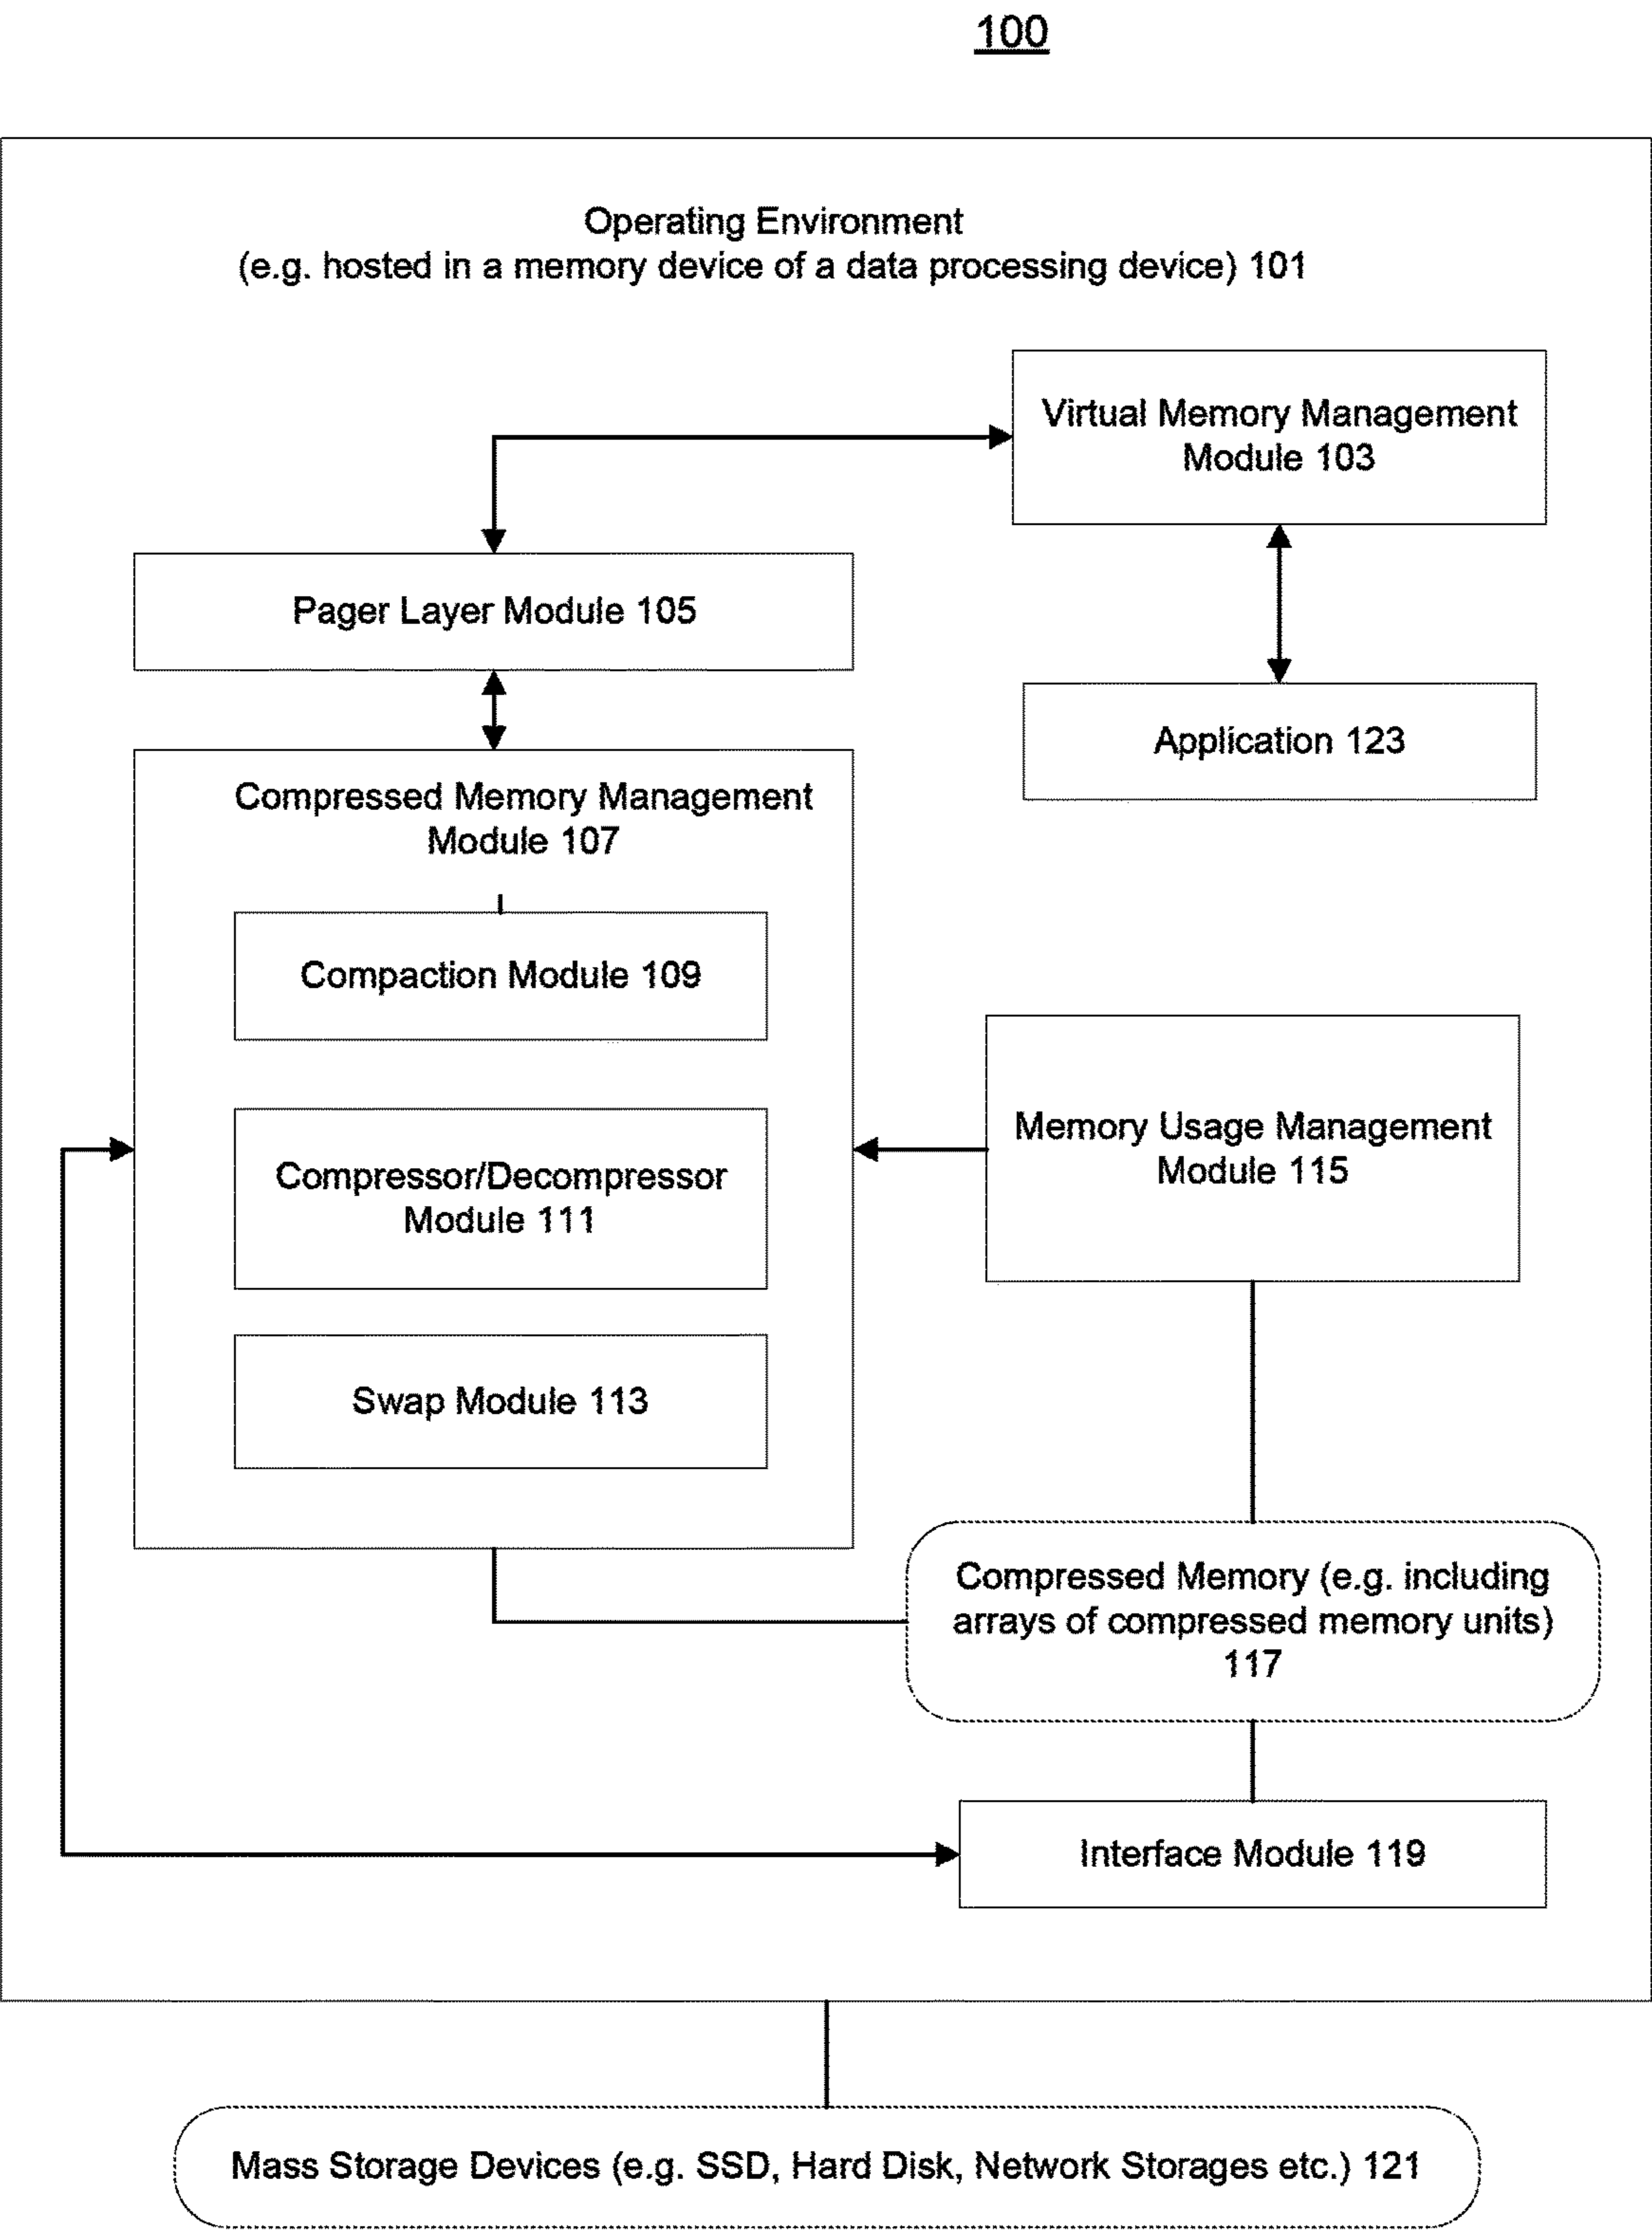 100
Operating Environment
(e.g. hosted in a memory device of a data processing device) 101
Virtual Memory Management
Module 103
Pager Layer Module 105
Application 123
Compressed Memory Management
Module 107
Compaction Module 109
Memory Usage Management
Module 115
Compressor/Decompressor
Module 111
Swap Module 113
Compressed Memory (e.g. including
arrays of compressed memory units)
117
Interface Module 119
Mass Storage Devices (e.g. SSD, Hard Disk, Network Storages etc.) 121